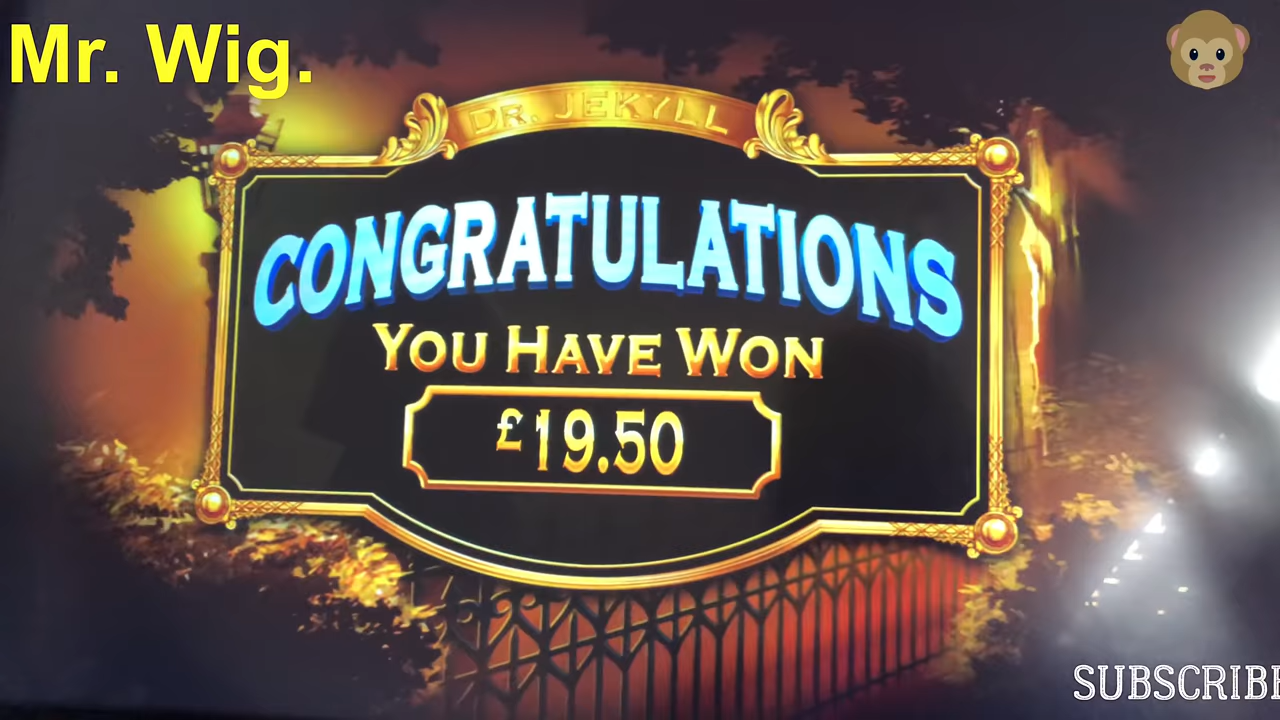 Mr. Wig.
DR. JEKYLL
CONGRATULATIONS
YOU HAVE WON
£19.50
SUBSCRIBE